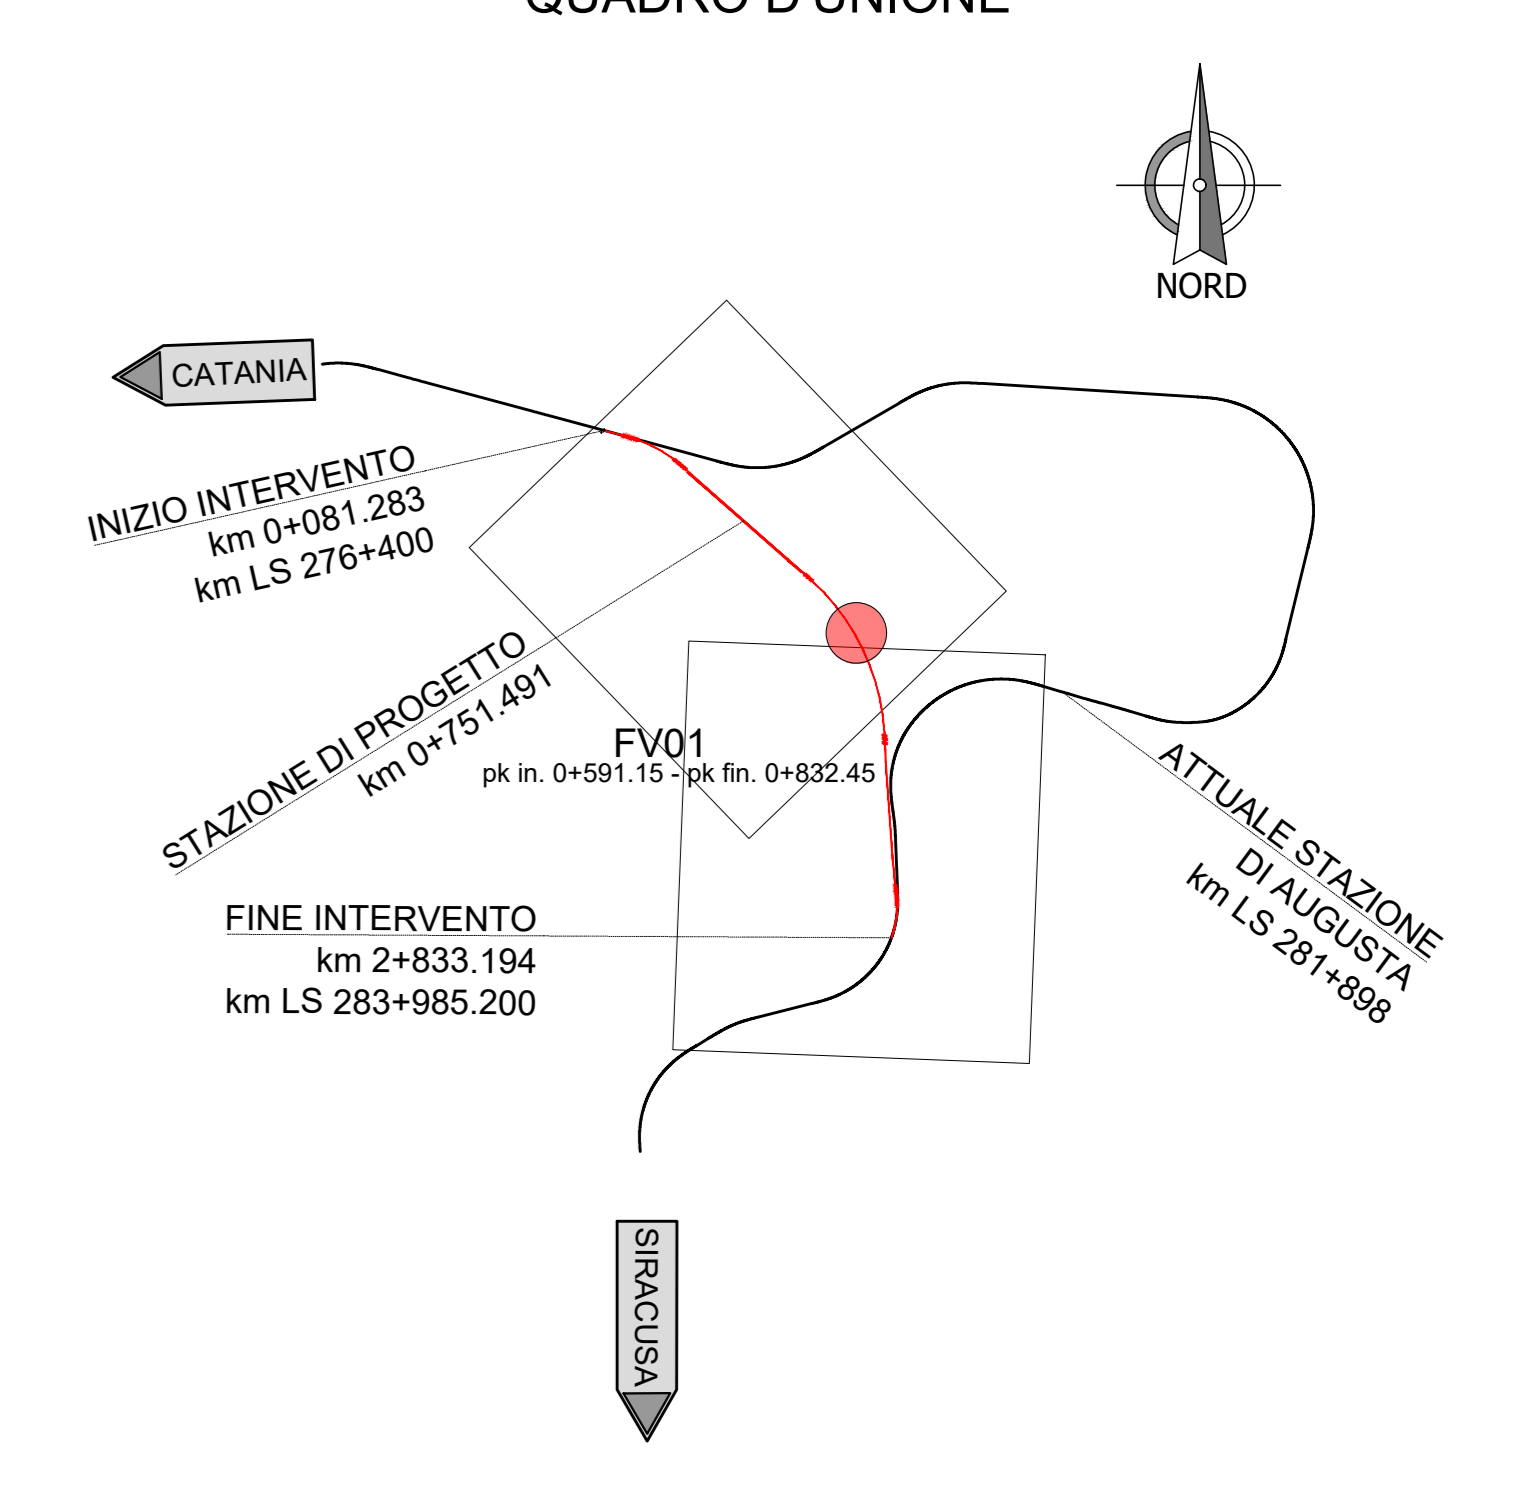 QUADRO D'UNIONE
NORD
CATANIA
INIZIO INTERVENTO
km 0+081.283
km LS 276+400
STAZIONE DI PROGETTO
km 0+751.491
FV01
pk in. 0+591.15 - pk fin. 0+832.45
ATTUALE STAZIONE
DI AUGUSTA
km LS 281+898
FINE INTERVENTO
km 2+833.194
km LS 283+985.200
SIRACUSA